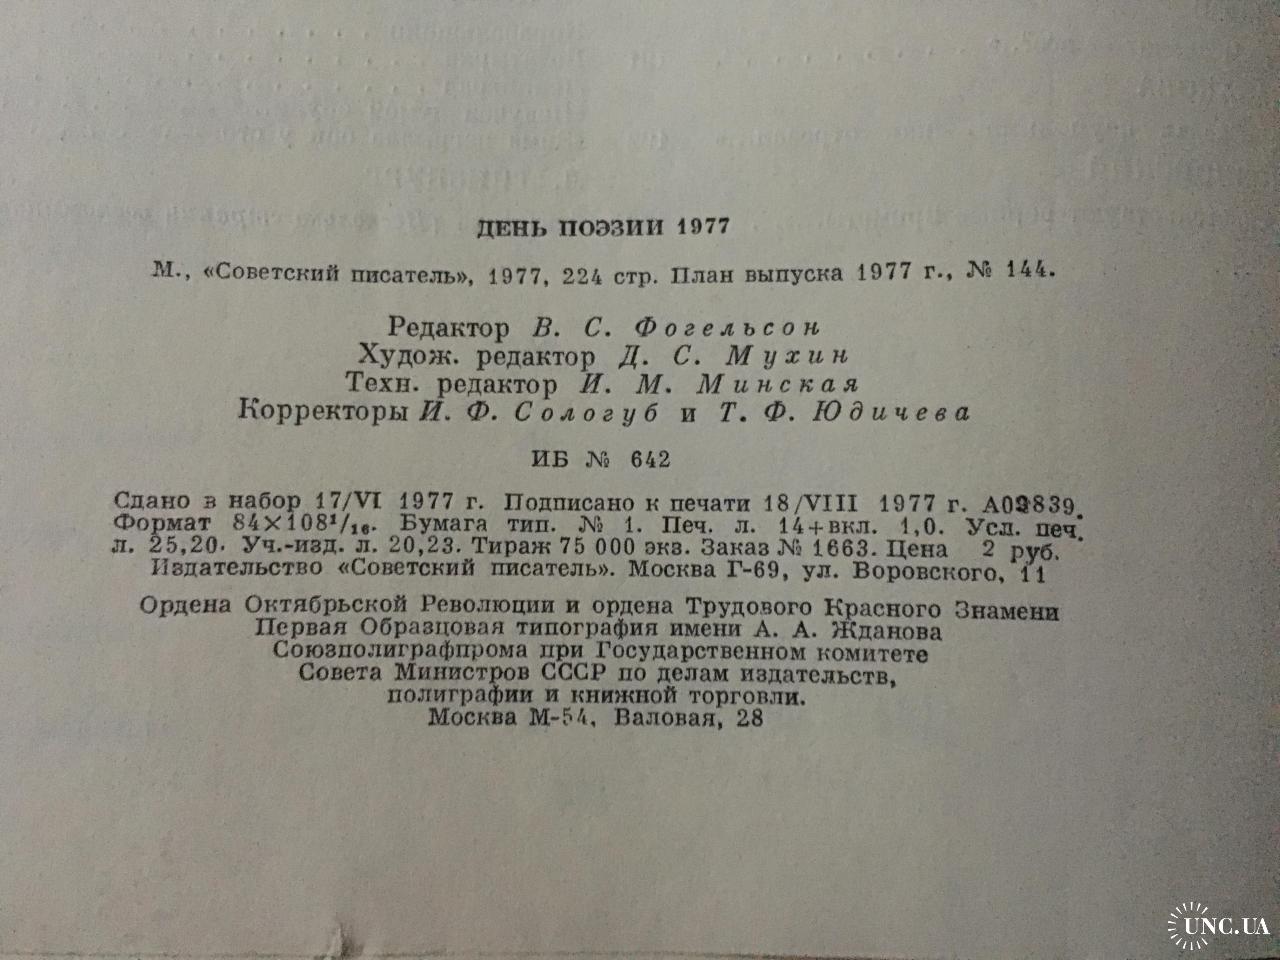 ДЕНЬ ПОЭЗИИ 1977
М., «Советский писатель», 1977, 224 стр. План выпуска 1977 г., № 144.
Редактор В. С. Фогельсон
Худож. редактор Д. С. Мухин
Техн. редактор И. М. Минская
Корректоры И. Ф. Сологуб и Т. Ф. Юдичева
ИБ № 642
Сдано в набор 17/VI 1977 г. Подписано к печати 18/VIII 1977 г.
Формат 84×108¹/₁₆. Бумага тип. № 1. Печ. л. 14+вкл. 1,0. Усл. печ.
л. 25,20. Уч.-изд. л. 20,23. Тираж 75 000 экз. Заказ № 1663. Цена 2 руб.
Издательство «Советский писатель». Москва Г-69, ул. Воровского, 11
Ордена Октябрьской Революции и ордена Трудового Красного Знамени
Первая Образцовая типография имени А. А. Жданова
Союзполиграфпрома при Государственном комитете
Совета Министров СССР по делам издательств,
полиграфии и книжной торговли.
Москва М-54, Валовая, 28
UNC.UA